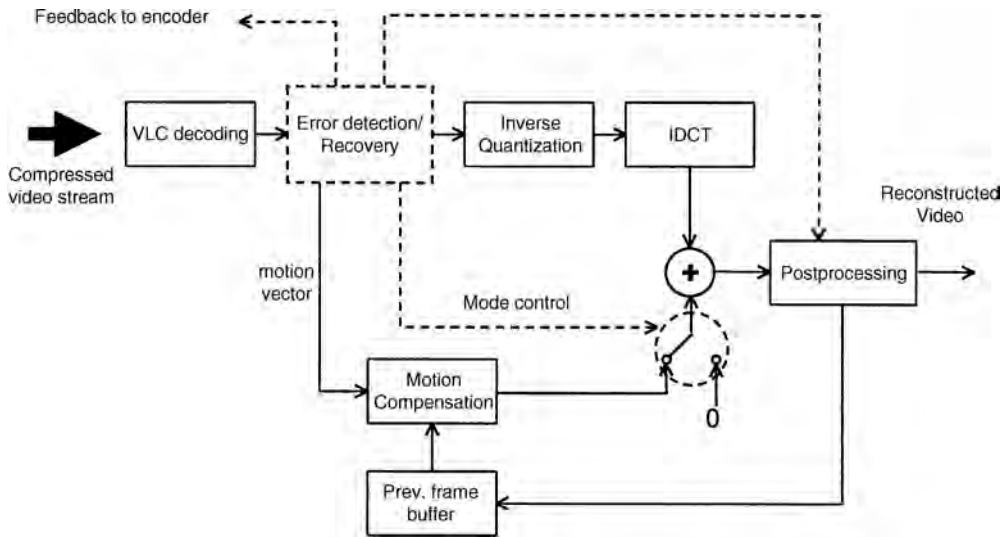 Feedback to encoder
VLC decoding
Error detection/
Recovery
Inverse
Quantization
IDCT
Compressed
video stream
Reconstructed
Video
motion
vector
+
Postprocessing
Mode control
Motion
Compensation
0
Prev. frame
buffer